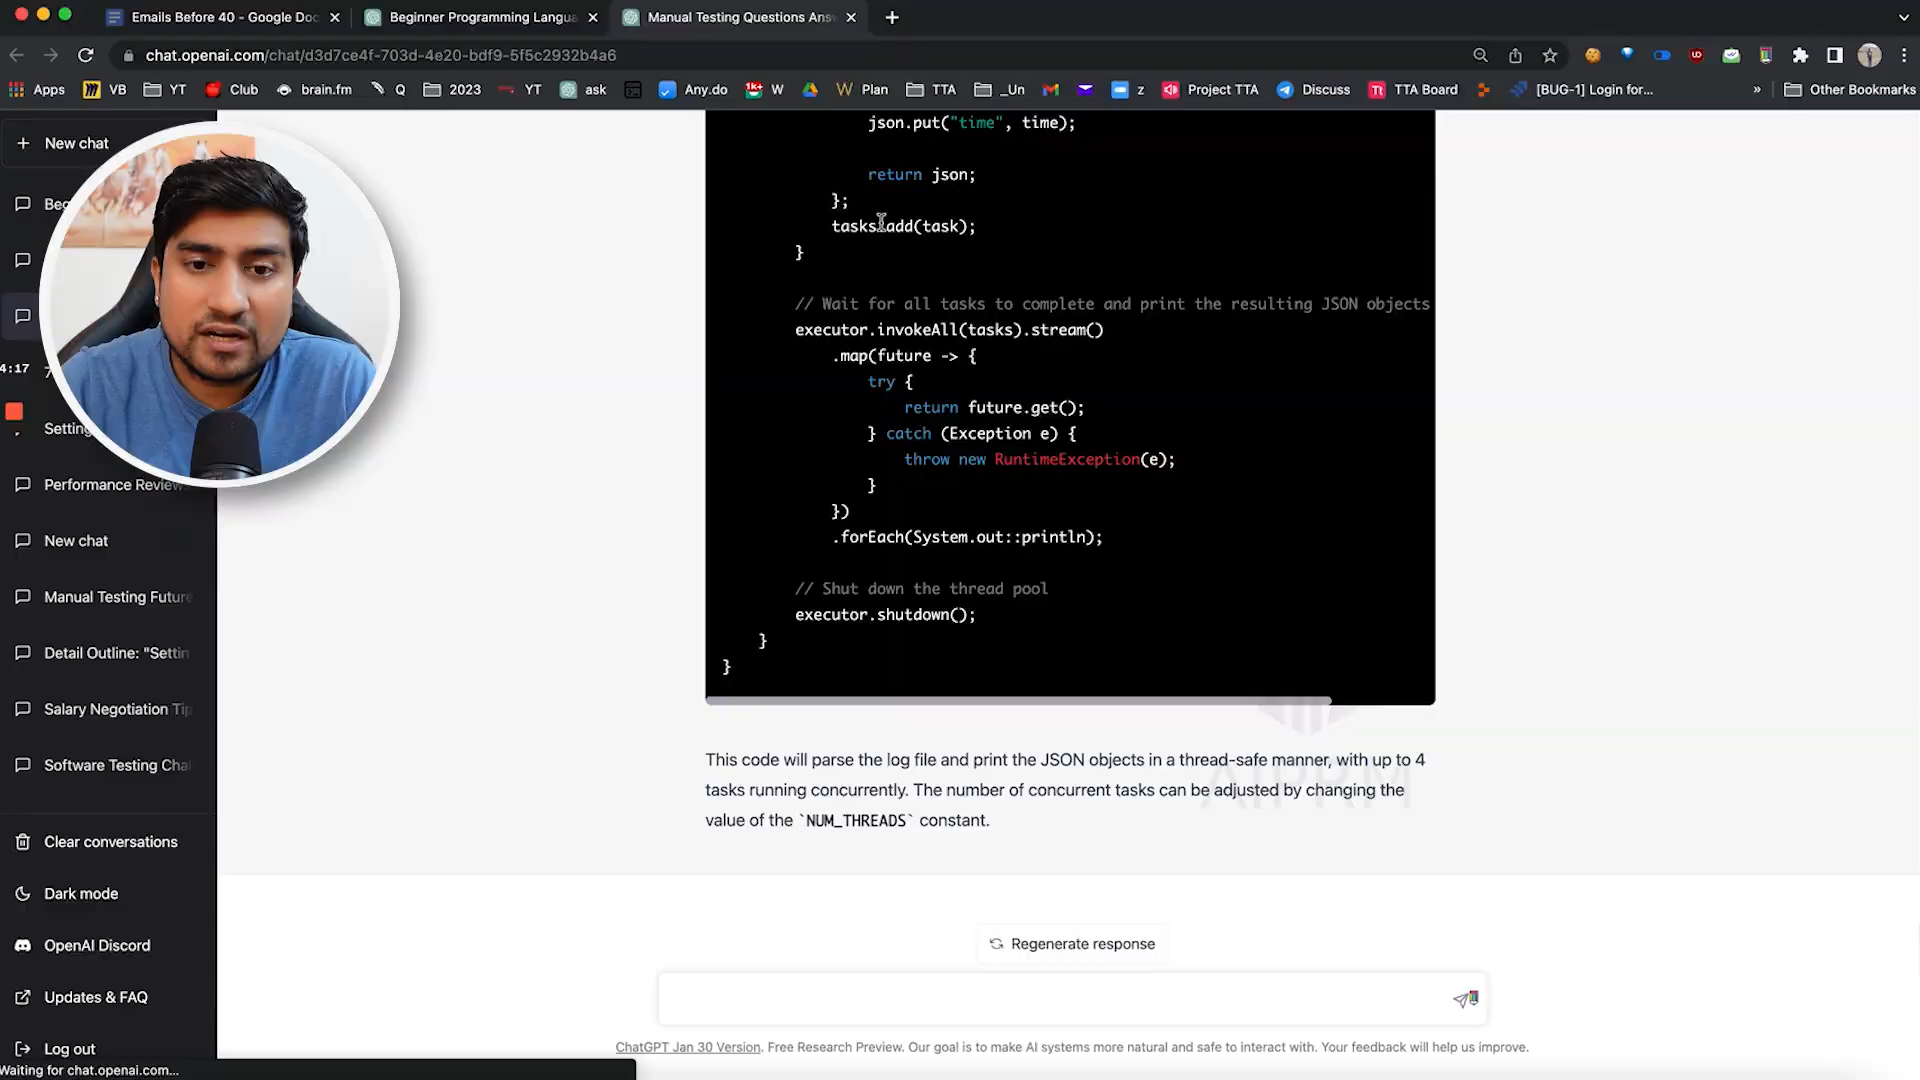 Emails Before 40 - Google Doc
Beginner Programming Langua
Manual Testing Questions Ans
chat.openai.com/chat/d3d7ce4f-703d-4e20-bdf9-5f5c2932b4a6
Apps VB YT Club brain.fm Q 2023 YT ask Any.do 1k+ W Plan TTA _Un z Project TTA Discuss Tt TTA Board [BUG-1] Login for... » Other Bookmarks
+ New chat
4:17
Setting
Performance Review
New chat
Manual Testing Future
Detail Outline: "Settin
Salary Negotiation Tip
Software Testing Chal
Clear conversations
Dark mode
OpenAI Discord
Updates & FAQ
Log out
Waiting for chat.openai.com...
json.put("time", time);
return json;
};
tasks.add(task);
}
// Wait for all tasks to complete and print the resulting JSON objects
executor.invokeAll(tasks).stream()
.map(future -> {
try {
return future.get();
} catch (Exception e) {
throw new RuntimeException(e);
}
})
.forEach(System.out::println);
// Shut down the thread pool
executor.shutdown();
}
}
This code will parse the log file and print the JSON objects in a thread-safe manner, with up to 4
tasks running concurrently. The number of concurrent tasks can be adjusted by changing the
value of the `NUM_THREADS` constant.
AIPRM
Regenerate response
ChatGPT Jan 30 Version. Free Research Preview. Our goal is to make AI systems more natural and safe to interact with. Your feedback will help us improve.